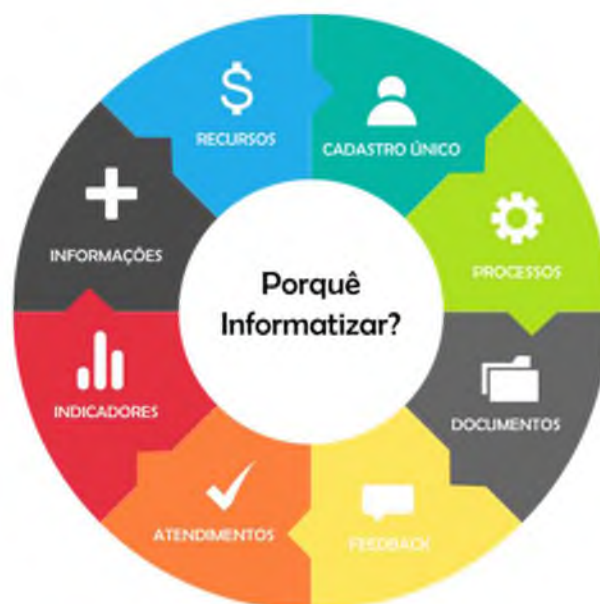 Porquê
Informatizar?
RECURSOS
CADASTRO ÚNICO
PROCESSOS
DOCUMENTOS
FEEDBACK
ATENDIMENTOS
INDICADORES
INFORMAÇÕES